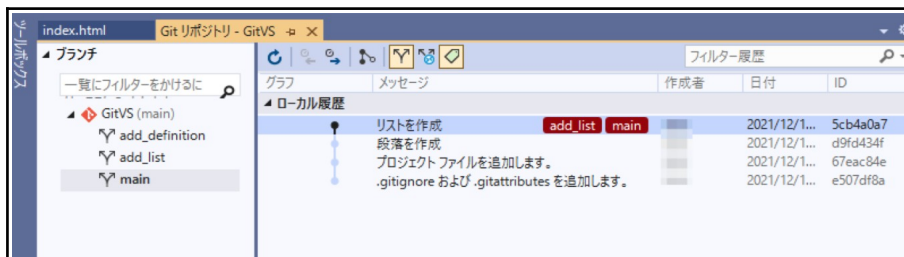 ツールボックス
index.html
Git リポジトリ - GitVS
ブランチ
一覧にフィルターをかけるに
GitVS (main)
add_definition
add_list
main
フィルター履歴
グラフ メッセージ 作成者 日付 ID
ローカル履歴
リストを作成 add_list main 2021/12/1... 5cb4a0a7
段落を作成 2021/12/1... d9fd434f
プロジェクト ファイルを追加します。 2021/12/1... 67eac84e
.gitignore および .gitattributes を追加します。 2021/12/1... e507df8a